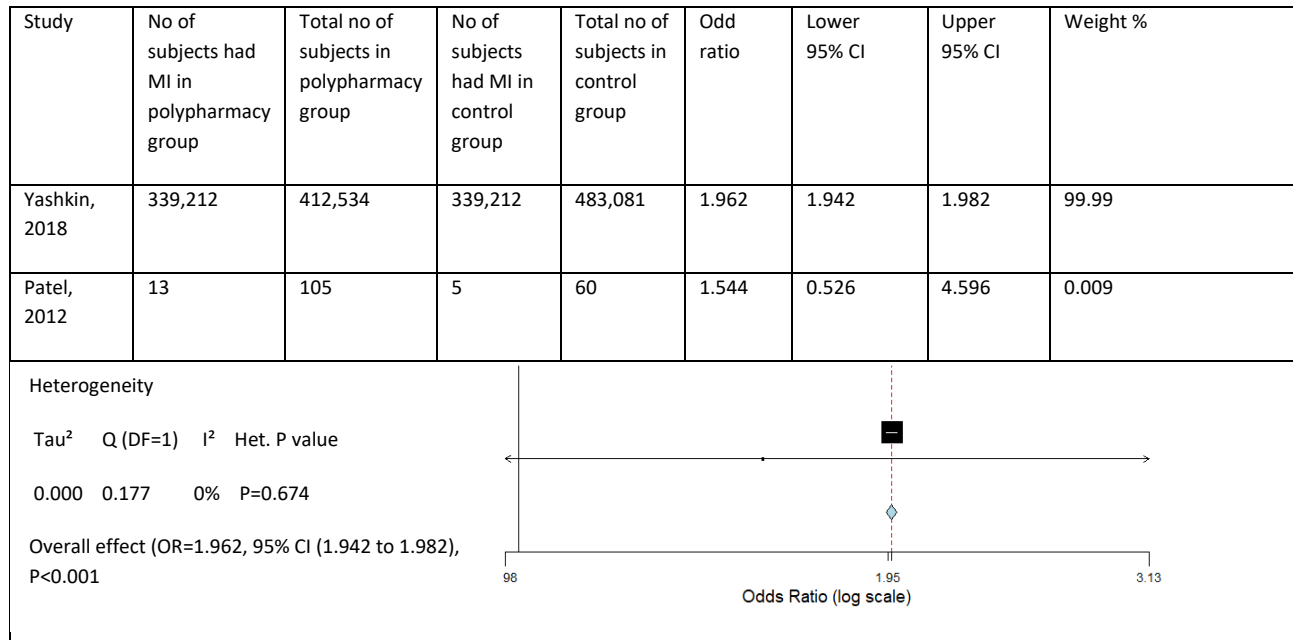 Study
No of
subjects had
MI in
polypharmacy
group
Total no of
subjects in
polypharmacy
group
No of
subjects
had MI in
control
group
Total no of
subjects in
control
group
Odd
ratio
Lower
95% CI
Upper
95% CI
Weight %
Yashkin,
2018
339,212
412,534
339,212
483,081
1.962
1.942
1.982
99.99
Patel,
2012
13
105
5
60
1.544
0.526
4.596
0.009
Heterogeneity
Tau² Q (DF=1) I² Het. P value
0.000 0.177 0% P=0.674
Overall effect (OR=1.962, 95% CI (1.942 to 1.982),
P<0.001
98 1.95 3.13
Odds Ratio (log scale)